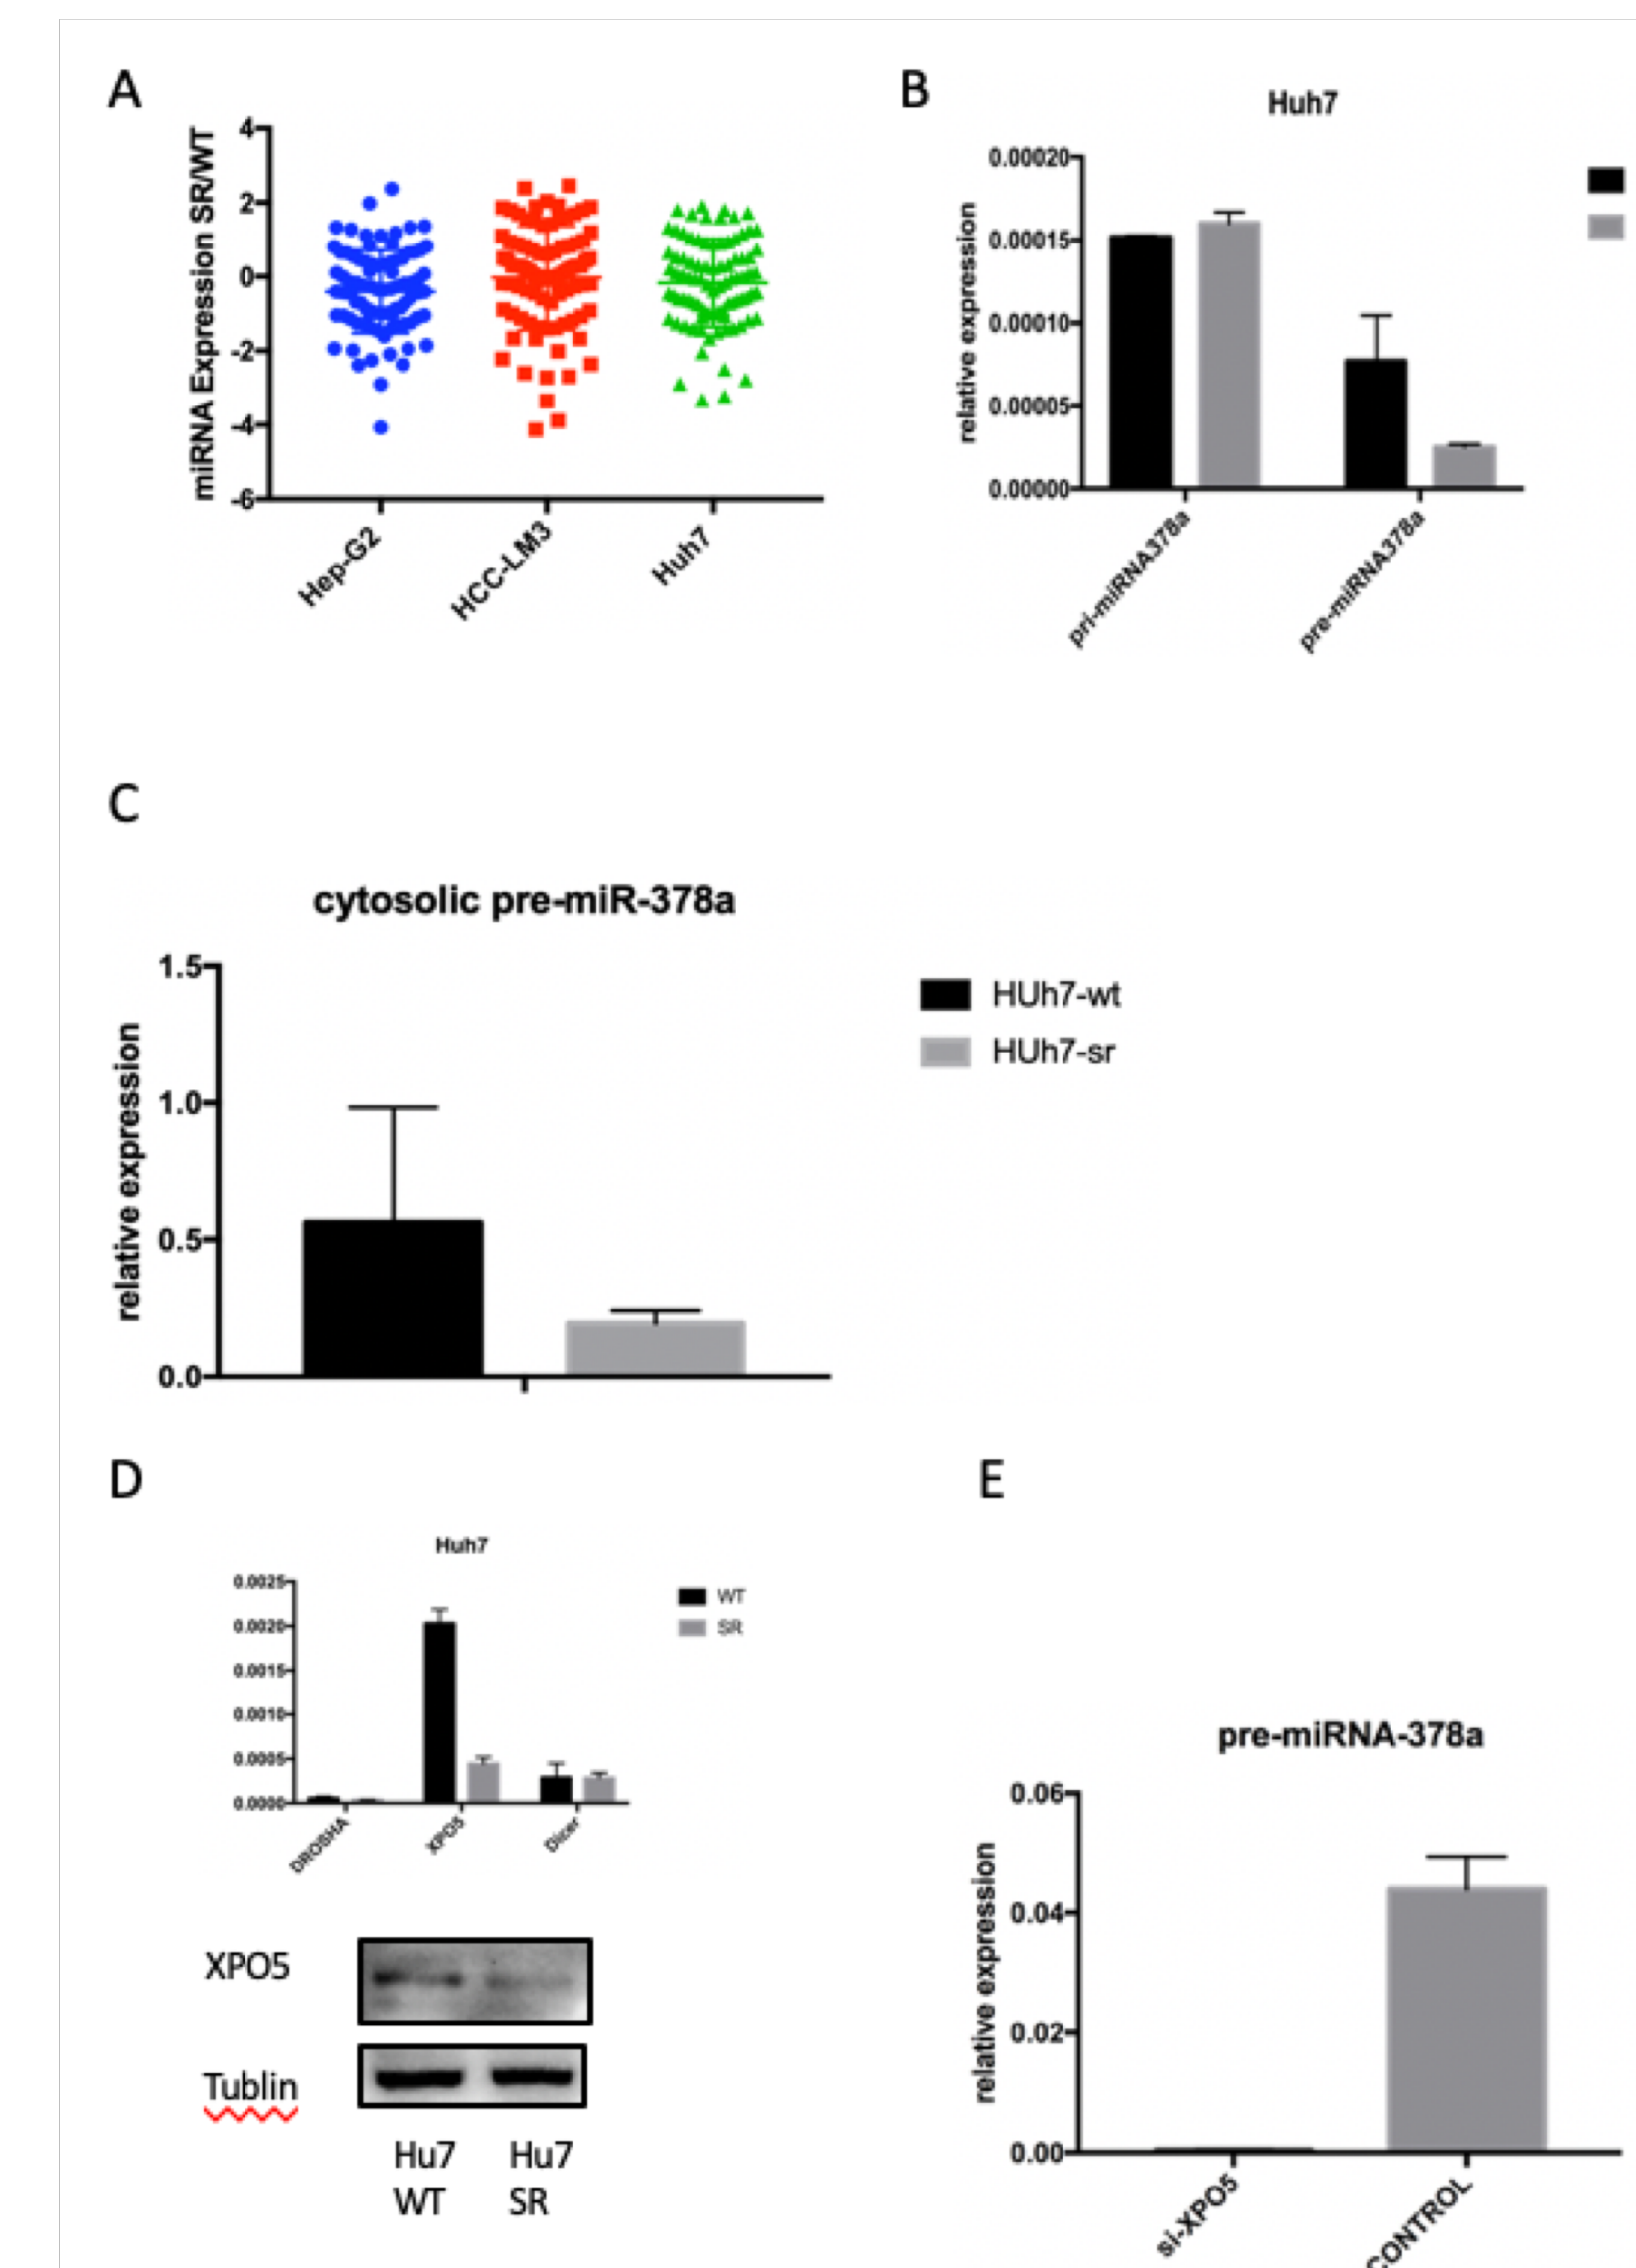 A
miRNA Expression SR/WT
4
2
0
-2
-4
-6
Hep-G2
HCC-LM3
Huh7
B
Huh7
relative expression
0.00020
0.00015
0.00010
0.00005
0.00000
pri-miRNA378a
pre-miRNA378a
C
cytosolic pre-miR-378a
relative expression
1.5
1.0
0.5
0.0
HUh7-wt
HUh7-sr
D
Huh7
0.0025
0.0020
0.0015
0.0010
0.0005
0.0000
DROSHA
XPO5
Dicer
WT
SR
XPO5
Tublin
Hu7 Hu7
WT SR
E
pre-miRNA-378a
relative expression
0.06
0.04
0.02
0.00
si-XPO5
CONTROL